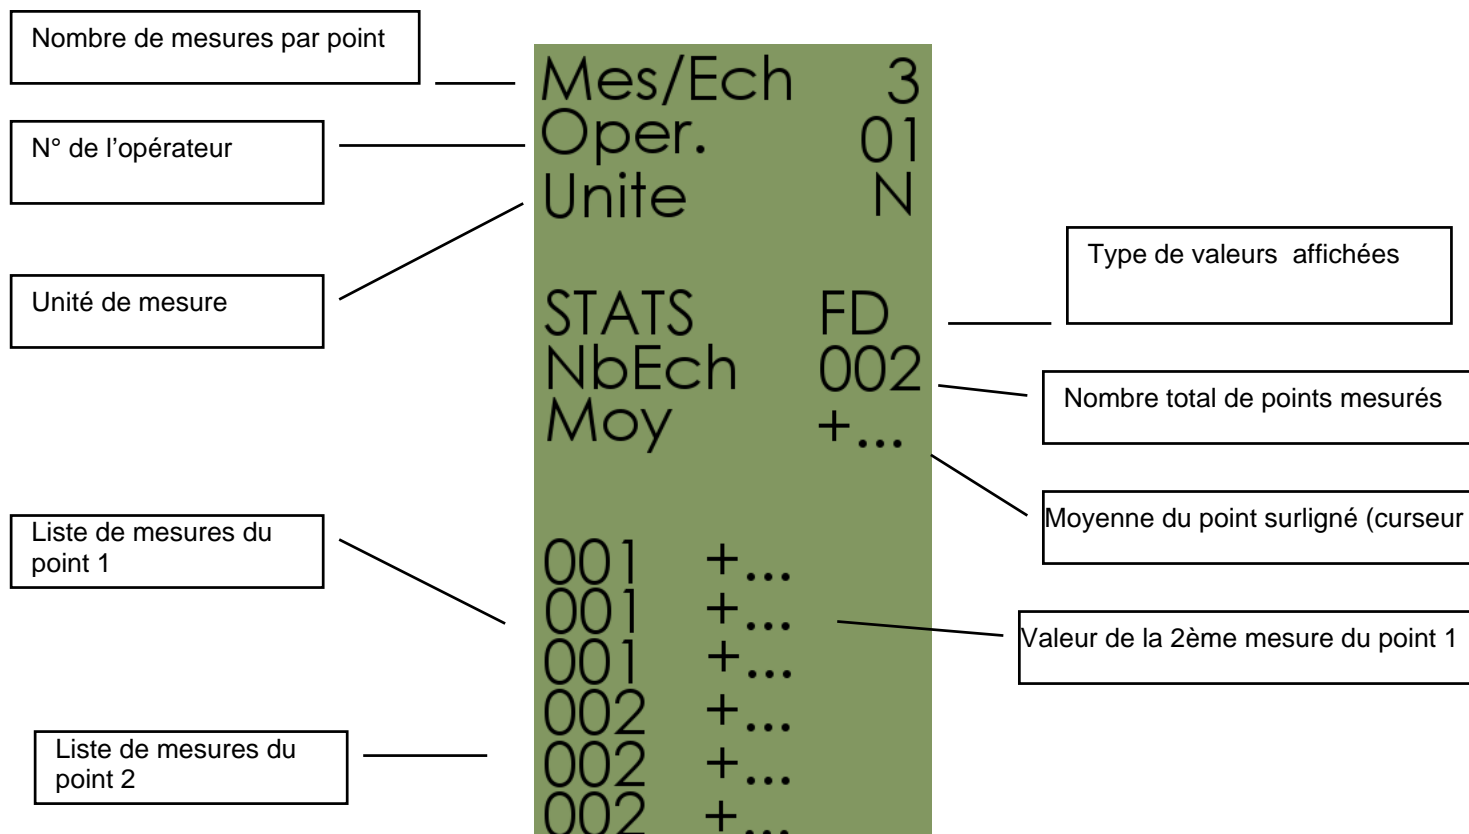 Nombre de mesures par point
N° de l’opérateur
Unité de mesure
Liste de mesures du
point 1
Liste de mesures du
point 2
Mes/Ech 3
Oper. 01
Unite N
STATS FD
NbEch 002
Moy +...
001 +...
001 +...
001 +...
002 +...
002 +...
002 +...
Type de valeurs affichées
Nombre total de points mesurés
Moyenne du point surligné (curseur
Valeur de la 2ème mesure du point 1